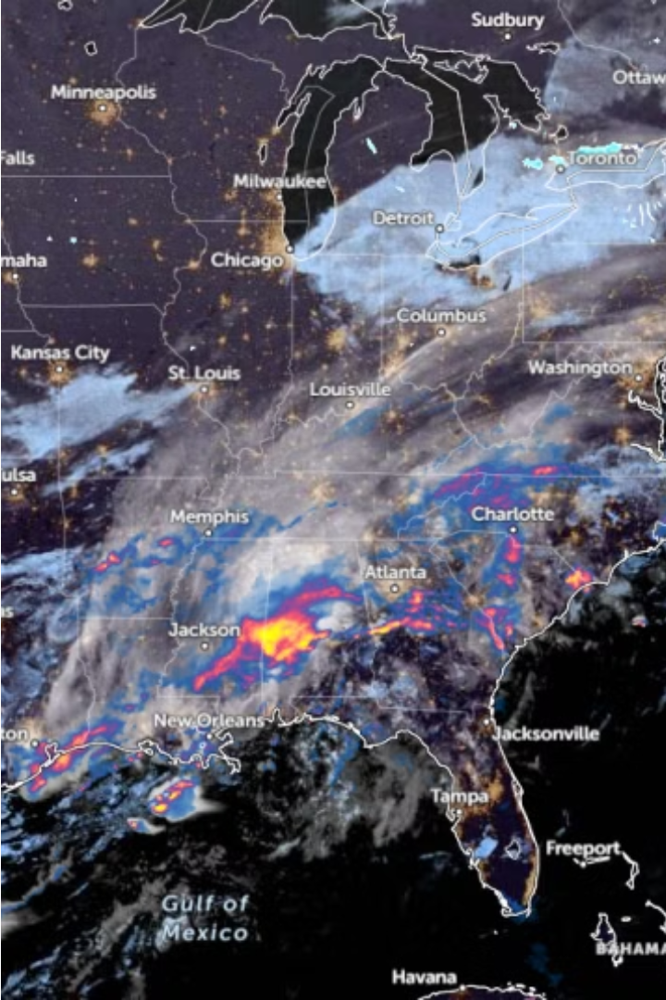 Sudbury
Ottaw
Minneapolis
Falls
Toronto
Milwaukee
Detroit
maha
Chicago
Columbus
Kansas City
St. Louis
Washington
Louisville
ulsa
Memphis
Charlotte
Atlanta
as
Jackson
New Orleans
ton
Jacksonville
Tampa
Freeport
Gulf of
Mexico
BAHAMA
Havana